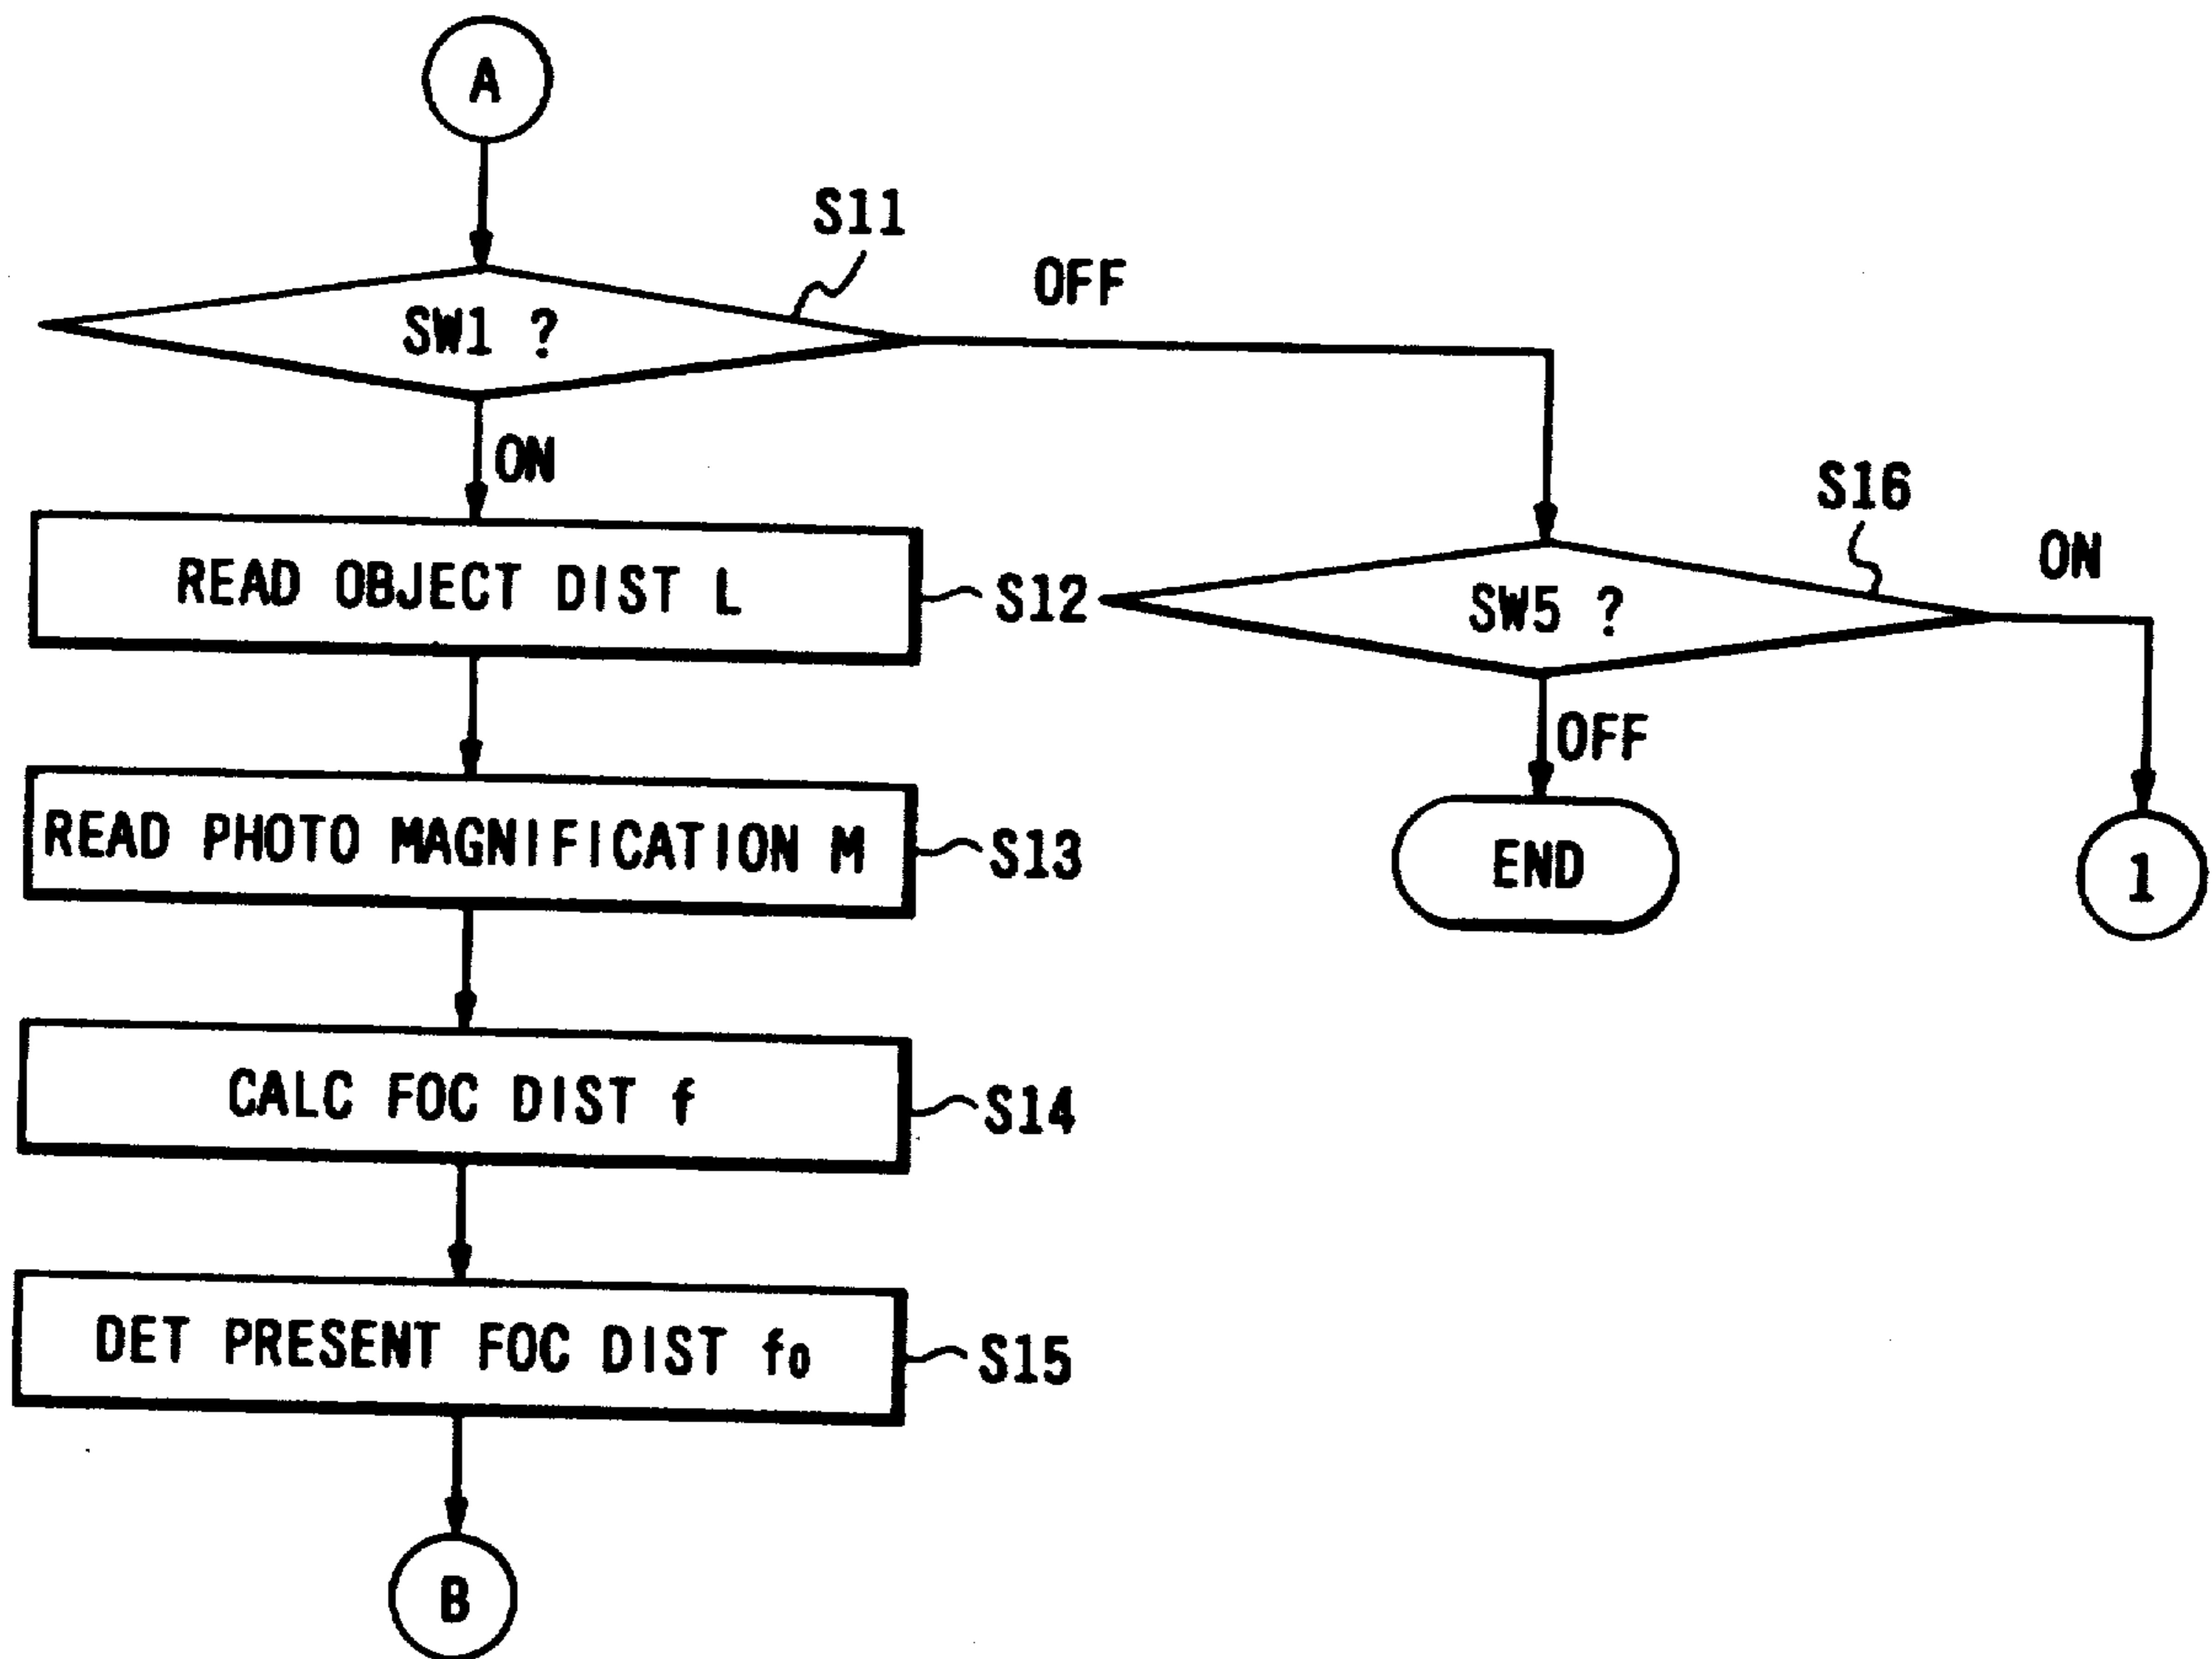 A
S11
OFF
SW1 ?
ON
S16
ON
READ OBJECT DIST L
S12
SW5 ?
OFF
READ PHOTO MAGNIFICATION M
S13
END
1
CALC FOC DIST f
S14
DET PRESENT FOC DIST fo
S15
B